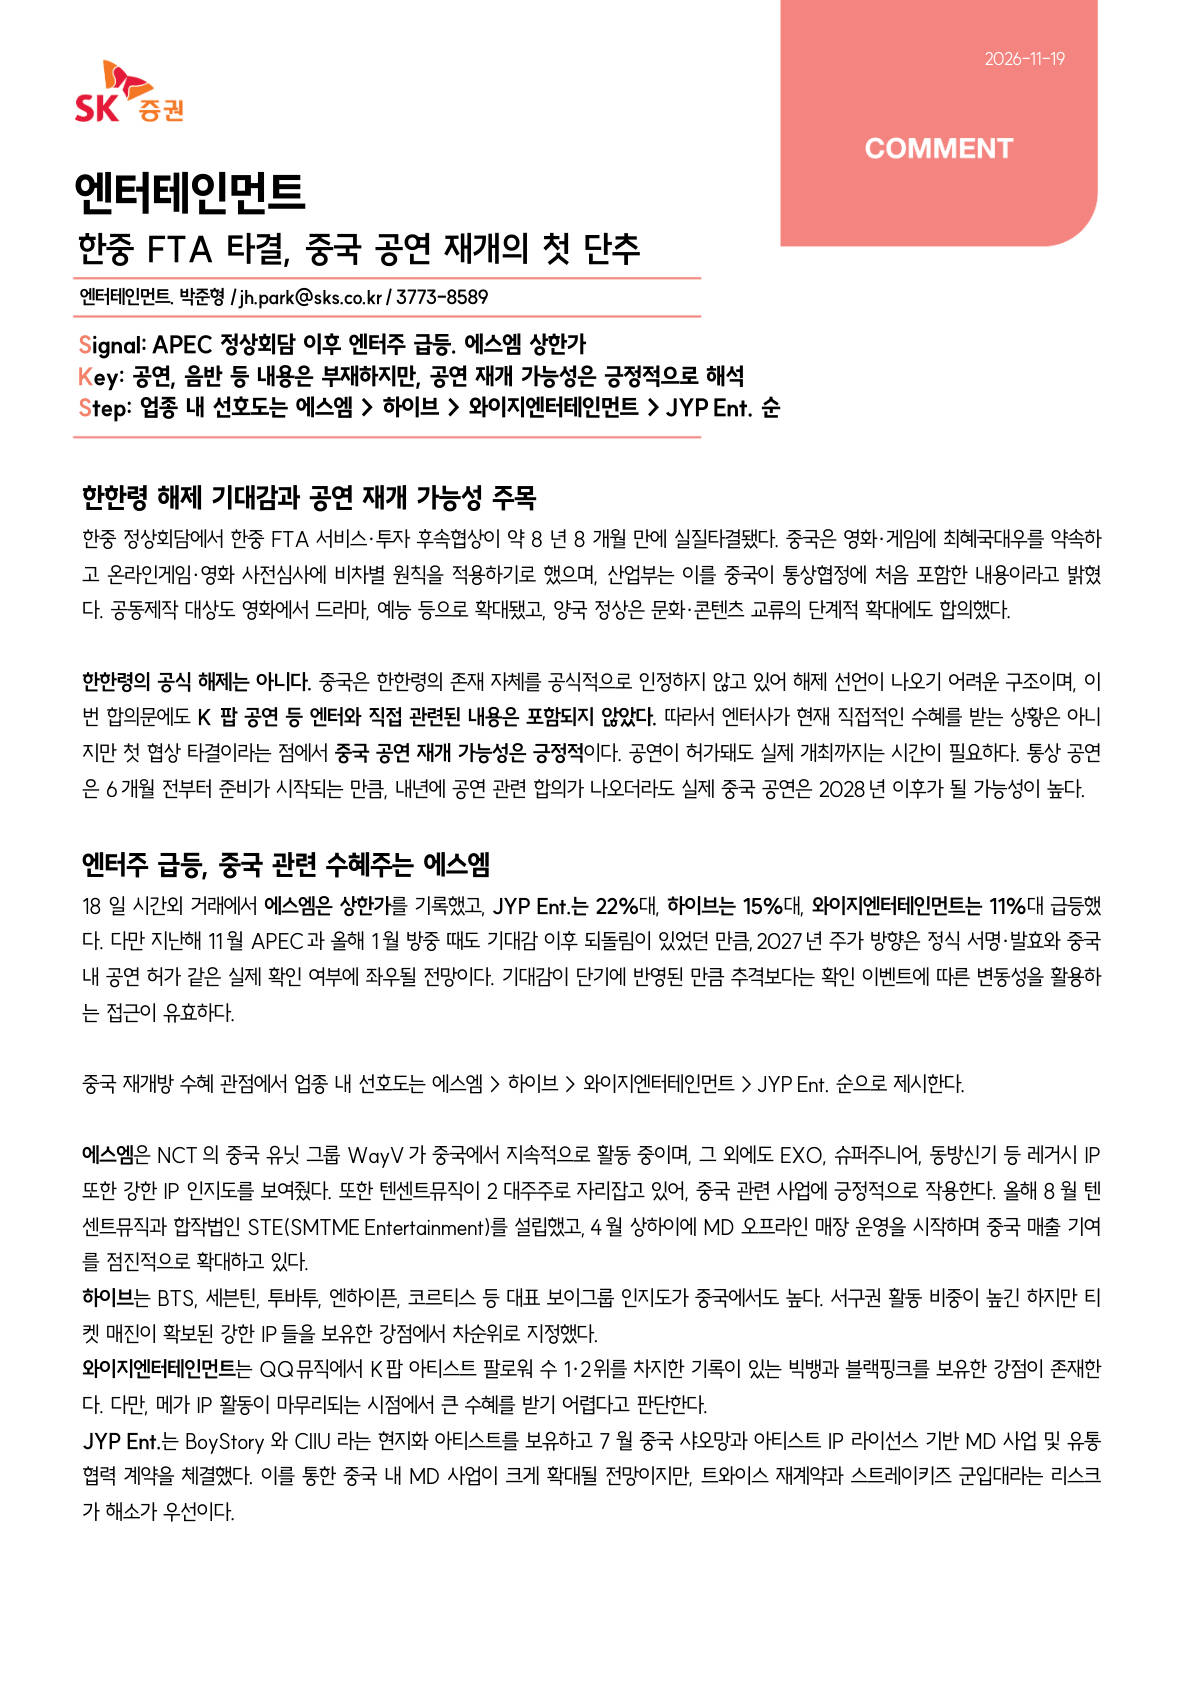 2026-11-19
SK증권
COMMENT
엔터테인먼트
한중 FTA 타결, 중국 공연 재개의 첫 단추
엔터테인먼트. 박준형 /jh.park@sks.co.kr / 3773-8589
Signal: APEC 정상회담 이후 엔터주 급등. 에스엠 상한가
Key: 공연, 음반 등 내용은 부재하지만, 공연 재개 가능성은 긍정적으로 해석
Step: 업종 내 선호도는 에스엠 > 하이브 > 와이지엔터테인먼트 > JYP Ent. 순
한한령 해제 기대감과 공연 재개 가능성 주목
한중 정상회담에서 한중 FTA 서비스·투자 후속협상이 약 8 년 8 개월 만에 실질타결됐다. 중국은 영화·게임에 최혜국대우를 약속하
고 온라인게임·영화 사전심사에 비차별 원칙을 적용하기로 했으며, 산업부는 이를 중국이 통상협정에 처음 포함한 내용이라고 밝혔
다. 공동제작 대상도 영화에서 드라마, 예능 등으로 확대됐고, 양국 정상은 문화·콘텐츠 교류의 단계적 확대에도 합의했다.
한한령의 공식 해제는 아니다. 중국은 한한령의 존재 자체를 공식적으로 인정하지 않고 있어 해제 선언이 나오기 어려운 구조이며, 이
번 합의문에도 K 팝 공연 등 엔터와 직접 관련된 내용은 포함되지 않았다. 따라서 엔터사가 현재 직접적인 수혜를 받는 상황은 아니
지만 첫 협상 타결이라는 점에서 중국 공연 재개 가능성은 긍정적이다. 공연이 허가돼도 실제 개최까지는 시간이 필요하다. 통상 공연
은 6개월 전부터 준비가 시작되는 만큼, 내년에 공연 관련 합의가 나오더라도 실제 중국 공연은 2028년 이후가 될 가능성이 높다.
엔터주 급등, 중국 관련 수혜주는 에스엠
18 일 시간외 거래에서 에스엠은 상한가를 기록했고, JYP Ent.는 22%대, 하이브는 15%대, 와이지엔터테인먼트는 11%대 급등했
다. 다만 지난해 11월 APEC과 올해 1월 방중 때도 기대감 이후 되돌림이 있었던 만큼, 2027년 주가 방향은 정식 서명·발효와 중국
내 공연 허가 같은 실제 확인 여부에 좌우될 전망이다. 기대감이 단기에 반영된 만큼 추격보다는 확인 이벤트에 따른 변동성을 활용하
는 접근이 유효하다.
중국 재개방 수혜 관점에서 업종 내 선호도는 에스엠 > 하이브 > 와이지엔터테인먼트 > JYP Ent. 순으로 제시한다.
에스엠은 NCT 의 중국 유닛 그룹 WayV 가 중국에서 지속적으로 활동 중이며, 그 외에도 EXO, 슈퍼주니어, 동방신기 등 레거시 IP
또한 강한 IP 인지도를 보여줬다. 또한 텐센트뮤직이 2 대주주로 자리잡고 있어, 중국 관련 사업에 긍정적으로 작용한다. 올해 8월 텐
센트뮤직과 합작법인 STE(SMTME Entertainment)를 설립했고, 4월 상하이에 MD 오프라인 매장 운영을 시작하며 중국 매출 기여
를 점진적으로 확대하고 있다.
하이브는 BTS, 세븐틴, 투바투, 엔하이픈, 코르티스 등 대표 보이그룹 인지도가 중국에서도 높다. 서구권 활동 비중이 높긴 하지만 티
켓 매진이 확보된 강한 IP들을 보유한 강점에서 차순위로 지정했다.
와이지엔터테인먼트는 QQ뮤직에서 K팝 아티스트 팔로워 수 1·2위를 차지한 기록이 있는 빅뱅과 블랙핑크를 보유한 강점이 존재한
다. 다만, 메가 IP 활동이 마무리되는 시점에서 큰 수혜를 받기 어렵다고 판단한다.
JYP Ent.는 BoyStory 와 CIIU 라는 현지화 아티스트를 보유하고 7 월 중국 샤오망과 아티스트 IP 라이선스 기반 MD 사업 및 유통
협력 계약을 체결했다. 이를 통한 중국 내 MD 사업이 크게 확대될 전망이지만, 트와이스 재계약과 스트레이키즈 군입대라는 리스크
가 해소가 우선이다.